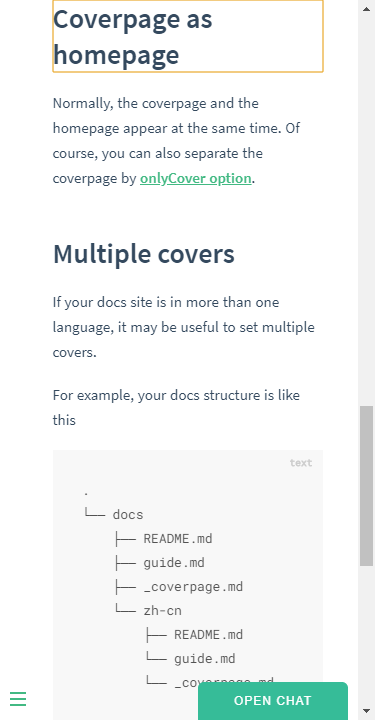 Coverpage as
homepage
Normally, the coverpage and the
homepage appear at the same time. Of
course, you can also separate the
coverpage by onlyCover option.
Multiple covers
If your docs site is in more than one
language, it may be useful to set multiple
covers.
For example, your docs structure is like
this
text
.
└── docs
    ├── README.md
    ├── guide.md
    ├── _coverpage.md
    └── zh-cn
        ├── README.md
        └── guide.md
        └── _coverpage.md
OPEN CHAT